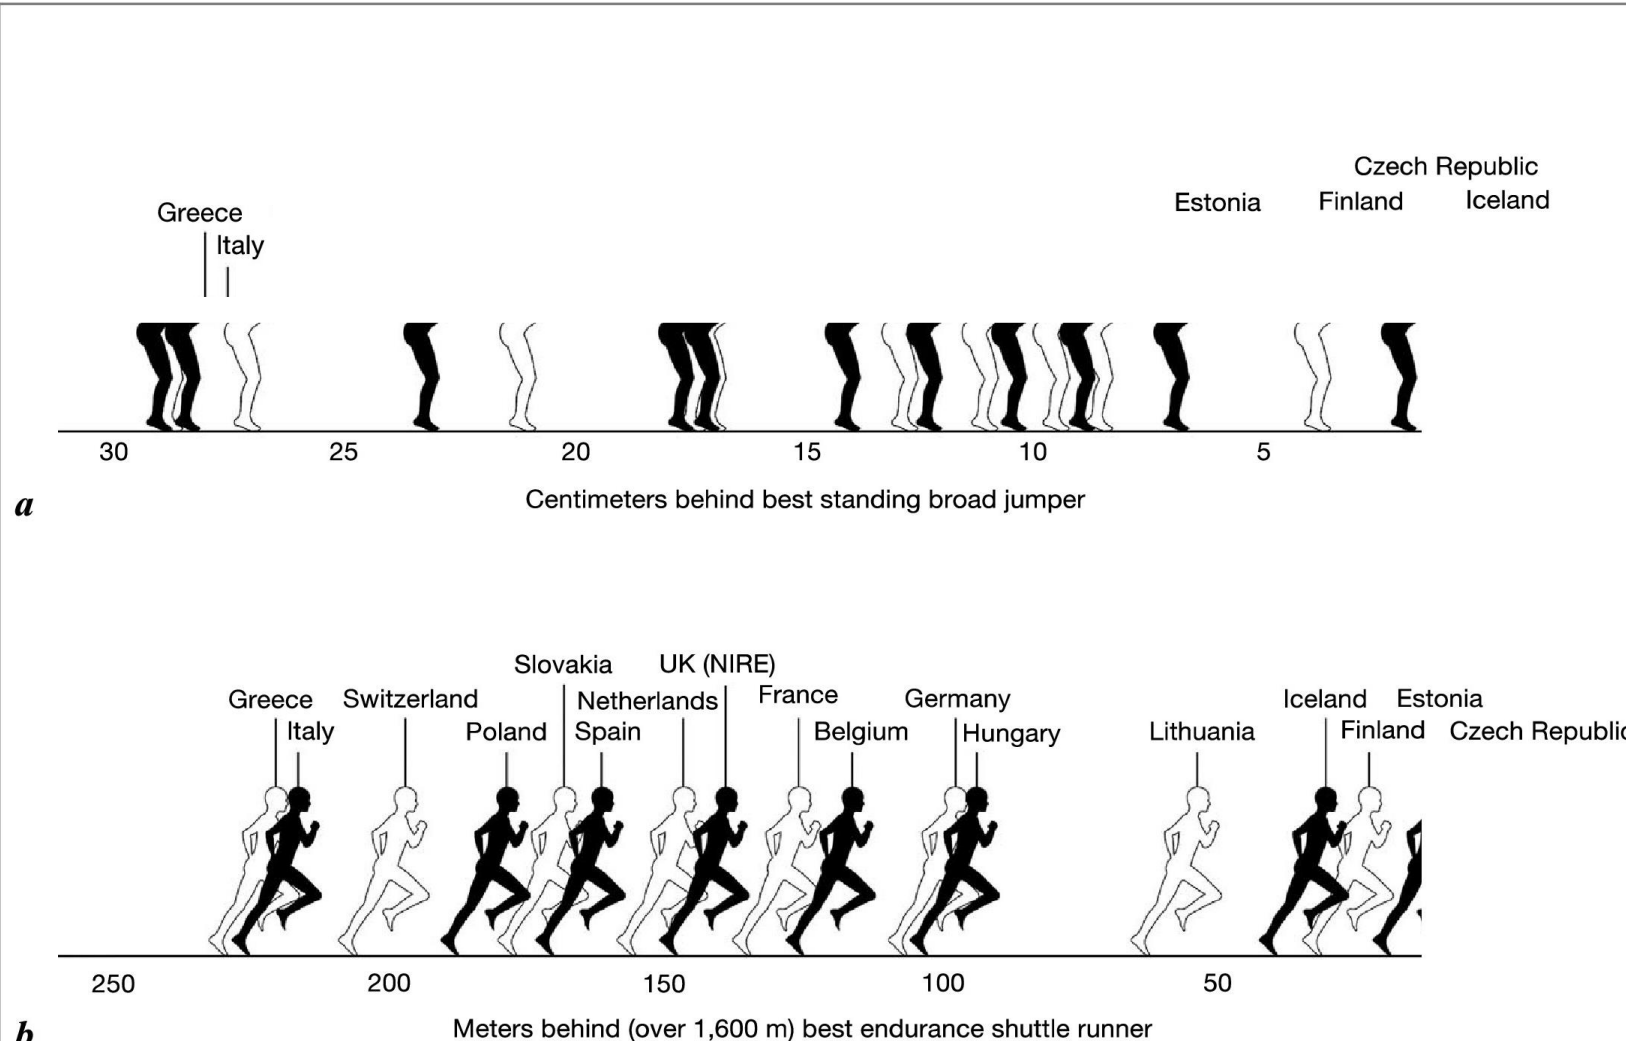 Czech Republic
Estonia Finland Iceland
Greece
Italy
30 25 20 15 10 5
a
Centimeters behind best standing broad jumper
Slovakia UK (NIRE)
Greece Switzerland Netherlands France Germany Iceland Estonia
Italy Poland Spain Belgium Hungary Lithuania Finland Czech Republic
250 200 150 100 50
b
Meters behind (over 1,600 m) best endurance shuttle runner